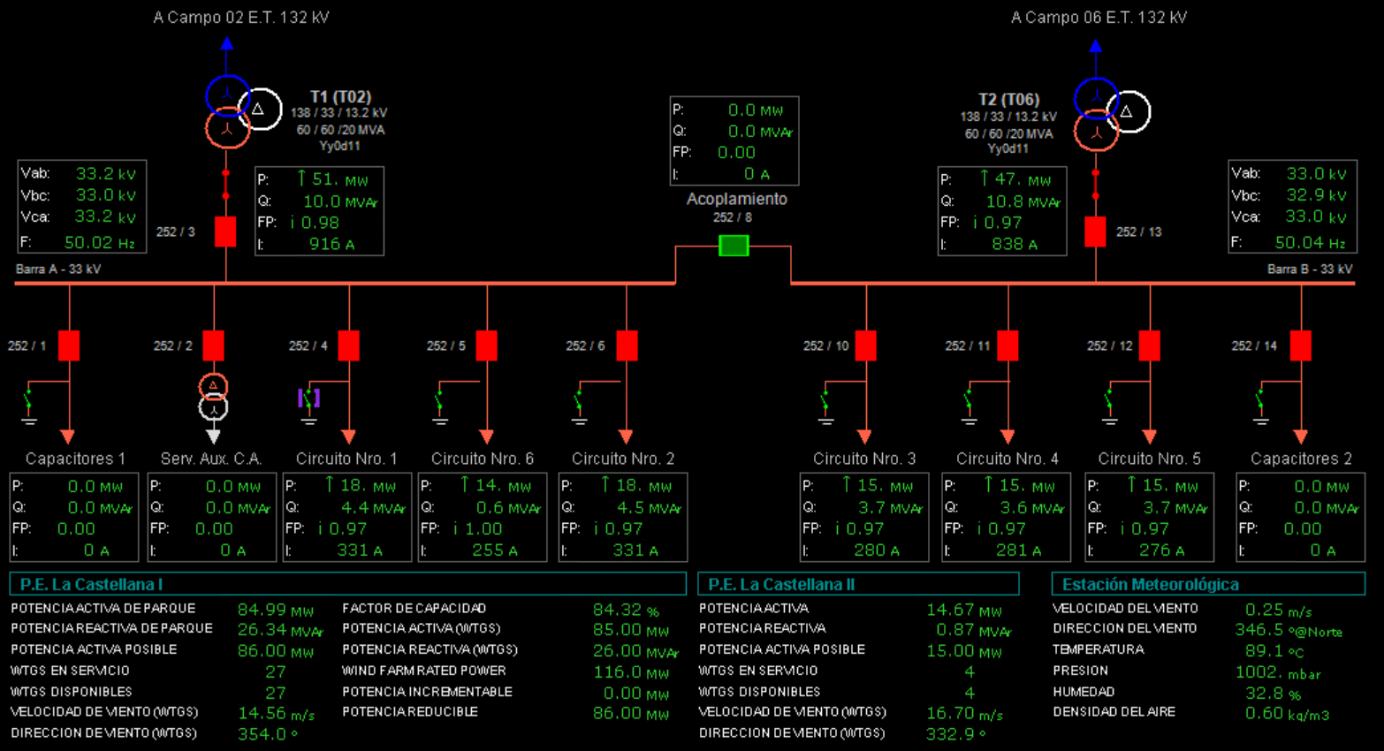 A Campo 02 E.T. 132 kV
A Campo 06 E.T. 132 kV
T1 (T02)
138 / 33 / 13.2 kV
60 / 60 / 20 MVA
Yy0d11
T2 (T06)
138 / 33 / 13.2 kV
60 / 60 / 20 MVA
Yy0d11
P: 0.0 MW
Q: 0.0 MVAr
FP: 0.00
I: 0 A
Acoplamiento
252 / 8
Vab: 33.2 kV
Vbc: 33.0 kV
Vca: 33.2 kV
F: 50.02 Hz
252 / 3
P: ↑ 51. MW
Q: 10.0 MVAr
FP: i 0.98
I: 916 A
P: ↑ 47. MW
Q: 10.8 MVAr
FP: i 0.97
I: 838 A
252 / 13
Vab: 33.0 kV
Vbc: 32.9 kV
Vca: 33.0 kV
F: 50.04 Hz
Barra A - 33 kV
Barra B - 33 kV
252 / 1
252 / 2
252 / 4
252 / 5
252 / 6
252 / 10
252 / 11
252 / 12
252 / 14
Capacitores 1
P: 0.0 MW
Q: 0.0 MVAr
FP: 0.00
I: 0 A
Serv. Aux. C.A.
P: 0.0 MW
Q: 0.0 MVAr
FP: 0.00
I: 0 A
Circuito Nro. 1
P: ↑ 18. MW
Q: 4.4 MVAr
FP: i 0.97
I: 331 A
Circuito Nro. 6
P: ↑ 14. MW
Q: 0.6 MVAr
FP: i 1.00
I: 255 A
Circuito Nro. 2
P: ↑ 18. MW
Q: 4.5 MVAr
FP: i 0.97
I: 331 A
Circuito Nro. 3
P: ↑ 15. MW
Q: 3.7 MVAr
FP: i 0.97
I: 280 A
Circuito Nro. 4
P: ↑ 15. MW
Q: 3.6 MVAr
FP: i 0.97
I: 281 A
Circuito Nro. 5
P: ↑ 15. MW
Q: 3.7 MVAr
FP: i 0.97
I: 276 A
Capacitores 2
P: 0.0 MW
Q: 0.0 MVAr
FP: 0.00
I: 0 A
P.E. La Castellana I
POTENCIA ACTIVA DE PARQUE 84.99 MW
POTENCIA REACTIVA DE PARQUE 26.34 MVAr
POTENCIA ACTIVA POSIBLE 86.00 MW
WTGS EN SERVICIO 27
WTGS DISPONIBLES 27
VELOCIDAD DE VIENTO (WTGS) 14.56 m/s
DIRECCION DE VIENTO (WTGS) 354.0 º
FACTOR DE CAPACIDAD 84.32 %
POTENCIA ACTIVA (WTGS) 85.00 MW
POTENCIA REACTIVA (WTGS) 26.00 MVAr
WIND FARM RATED POWER 116.0 MW
POTENCIA INCREMENTABLE 0.00 MW
POTENCIA REDUCIBLE 86.00 MW
P.E. La Castellana II
POTENCIA ACTIVA 14.67 MW
POTENCIA REACTIVA 0.87 MVAr
POTENCIA ACTIVA POSIBLE 15.00 MW
WTGS EN SERVICIO 4
WTGS DISPONIBLES 4
VELOCIDAD DE VIENTO (WTGS) 16.70 m/s
DIRECCION DE VIENTO (WTGS) 332.9 º
Estación Meteorológica
VELOCIDAD DEL VIENTO 0.25 m/s
DIRECCION DEL VIENTO 346.5 º@Norte
TEMPERATURA 89.1 ºC
PRESION 1002. mbar
HUMEDAD 32.8 %
DENSIDAD DEL AIRE 0.60 kg/m3